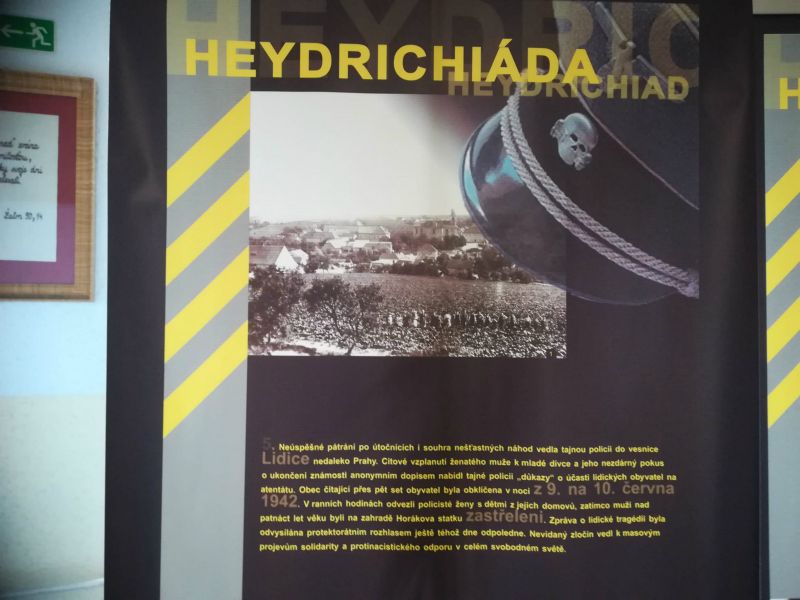 HEYDRICHIÁDA
HEYDRICHIAD
5. Neúspěšné pátrání po útočnících i souhra nešťastných náhod vedla tajnou policii do vesnice
Lidice nedaleko Prahy. Citové vzplanutí ženatého muže k mladé dívce a jeho nezdárný pokus
o ukončení známosti anonymním dopisem nabídl tajné policii „důkazy“ o účasti lidických obyvatel na
atentátu. Obec čítající přes pět set obyvatel byla obklíčena v noci z 9. na 10. června
1942. V ranních hodinách odvezli policisté ženy s dětmi z jejich domovů, zatímco muži nad
patnáct let věku byli na zahradě Horákova statku zastřeleni. Zpráva o lidické tragédii byla
odvysílána protektorátním rozhlasem ještě téhož dne odpoledne. Nevídaný zločin vedl k masovým
projevům solidarity a protinacistického odporu v celém svobodném světě.
svoje dni
Žalm 90,14
H